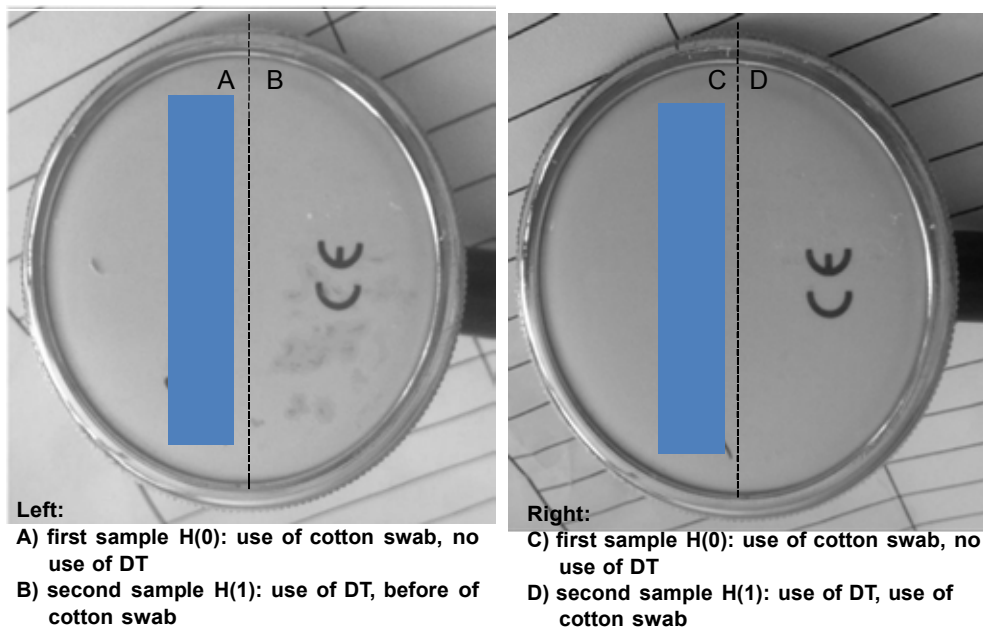 A B
C D
CE
CE
Left:
A) first sample H(0): use of cotton swab, no
use of DT
B) second sample H(1): use of DT, before of
cotton swab
Right:
C) first sample H(0): use of cotton swab, no
use of DT
D) second sample H(1): use of DT, use of
cotton swab